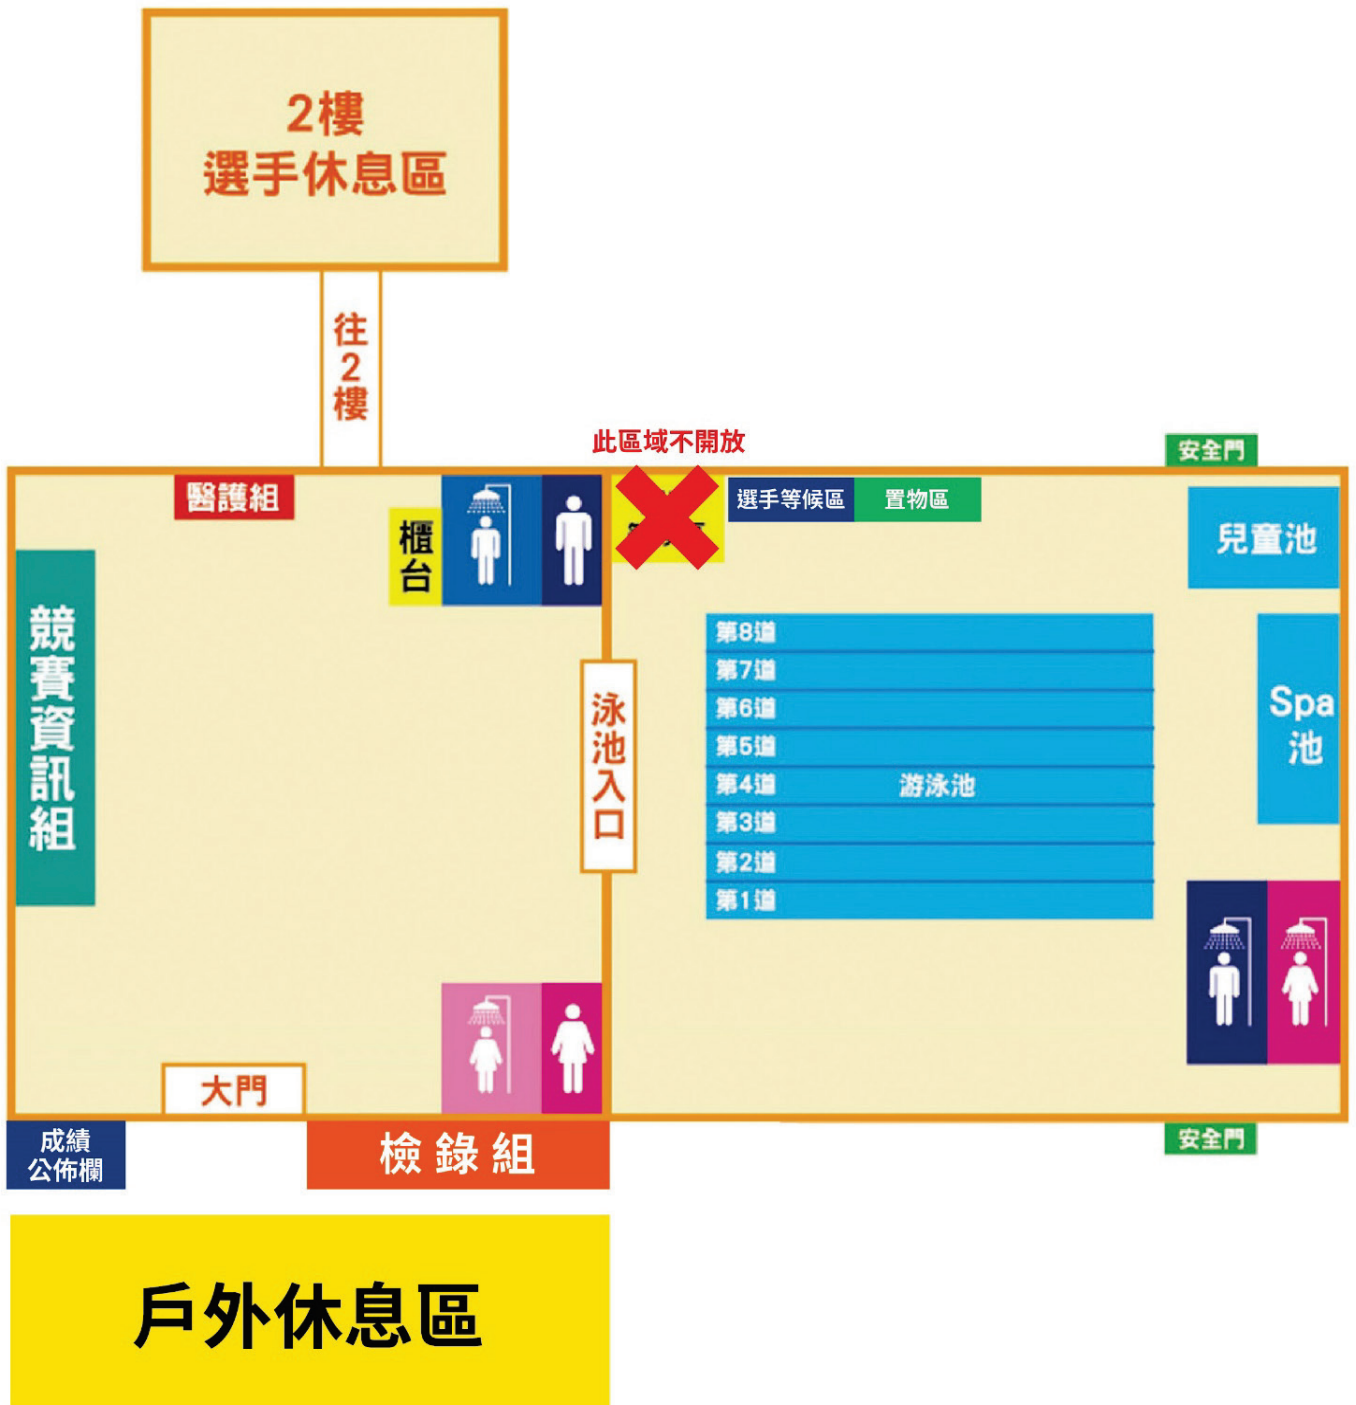 2樓
選手休息區
往2樓
此區域不開放
安全門
醫護組
櫃台
選手等候區
置物區
兒童池
競賽資訊組
泳池入口
第8道
第7道
第6道
第5道
第4道
游泳池
第3道
第2道
第1道
Spa
池
大門
成績
公佈欄
檢錄組
安全門
戶外休息區